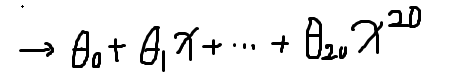 → θ₀ + θ₁x + ⋯ + θ₂₀x²⁰